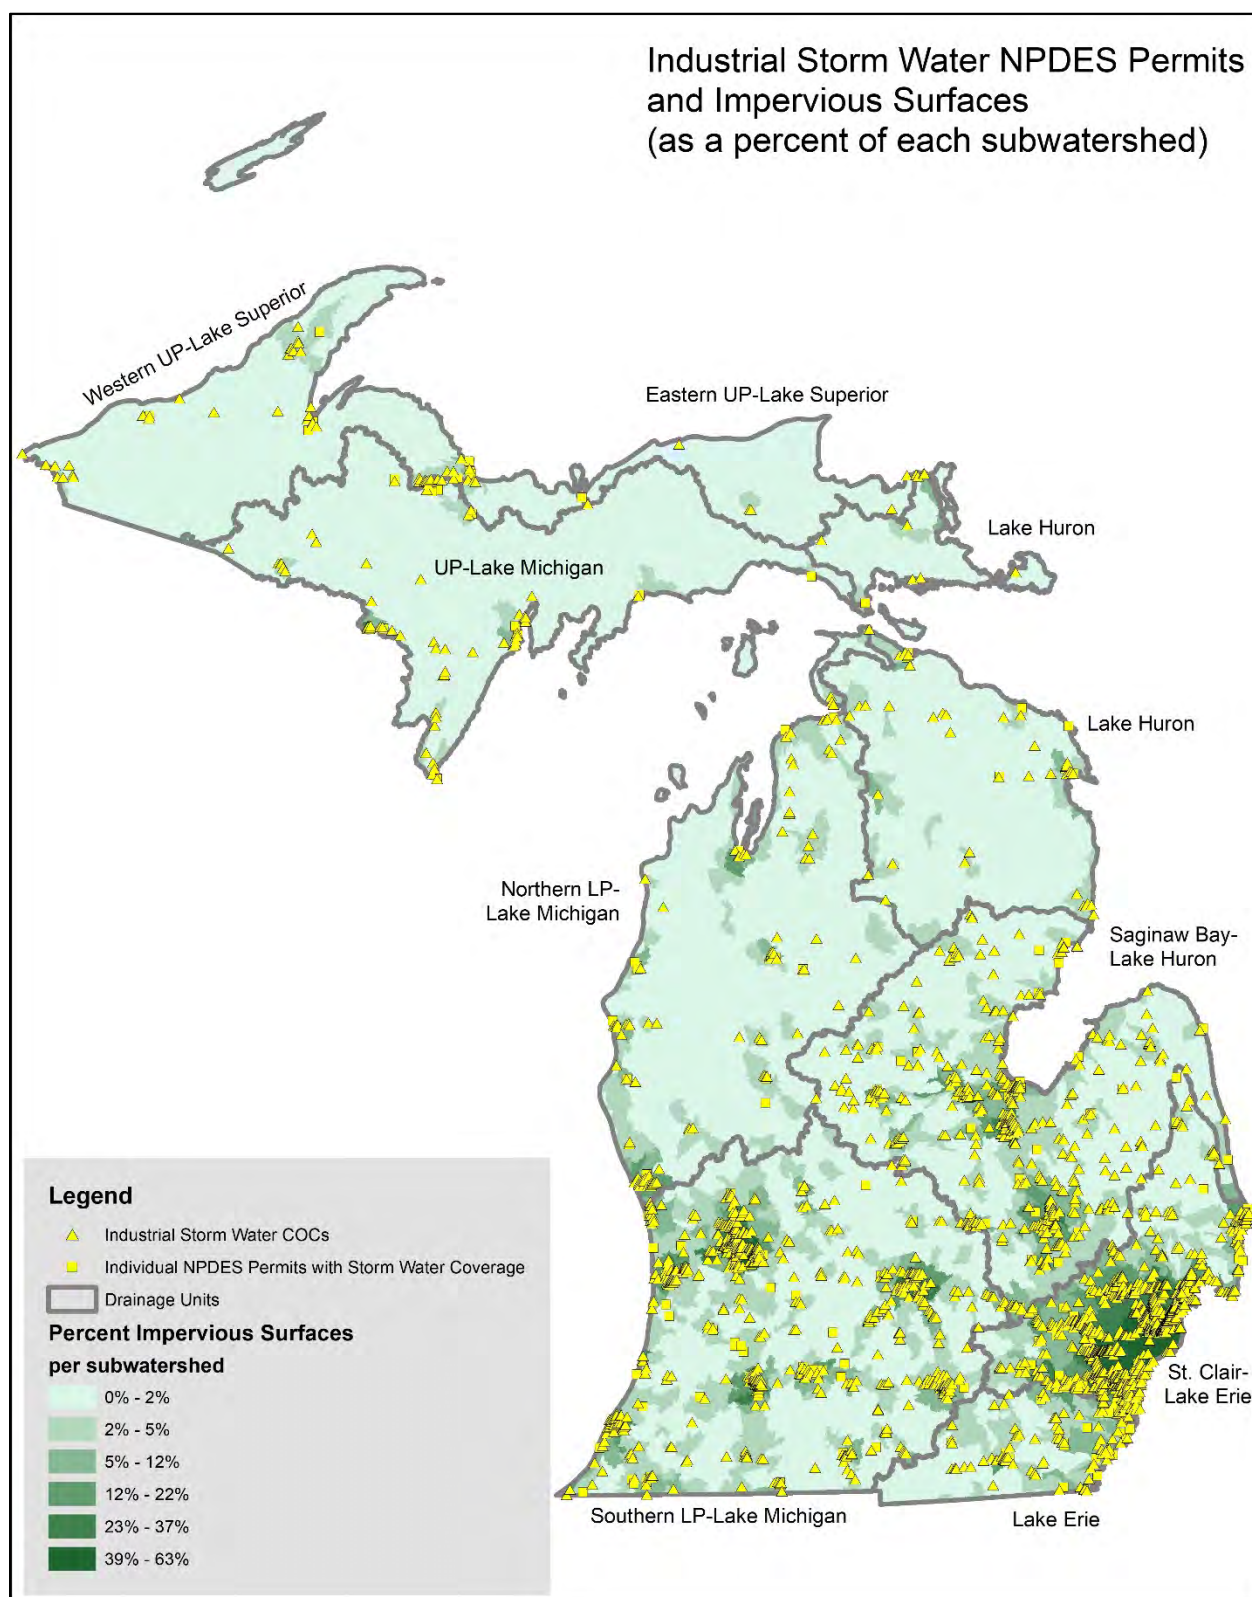 Industrial Storm Water NPDES Permits
and Impervious Surfaces
(as a percent of each subwatershed)
Western UP-Lake Superior
Eastern UP-Lake Superior
Lake Huron
UP-Lake Michigan
Lake Huron
Northern LP-
Lake Michigan
Saginaw Bay-
Lake Huron
St. Clair-
Lake Erie
Southern LP-Lake Michigan
Lake Erie
Legend
Industrial Storm Water COCs
Individual NPDES Permits with Storm Water Coverage
Drainage Units
Percent Impervious Surfaces
per subwatershed
0% - 2%
2% - 5%
5% - 12%
12% - 22%
23% - 37%
39% - 63%